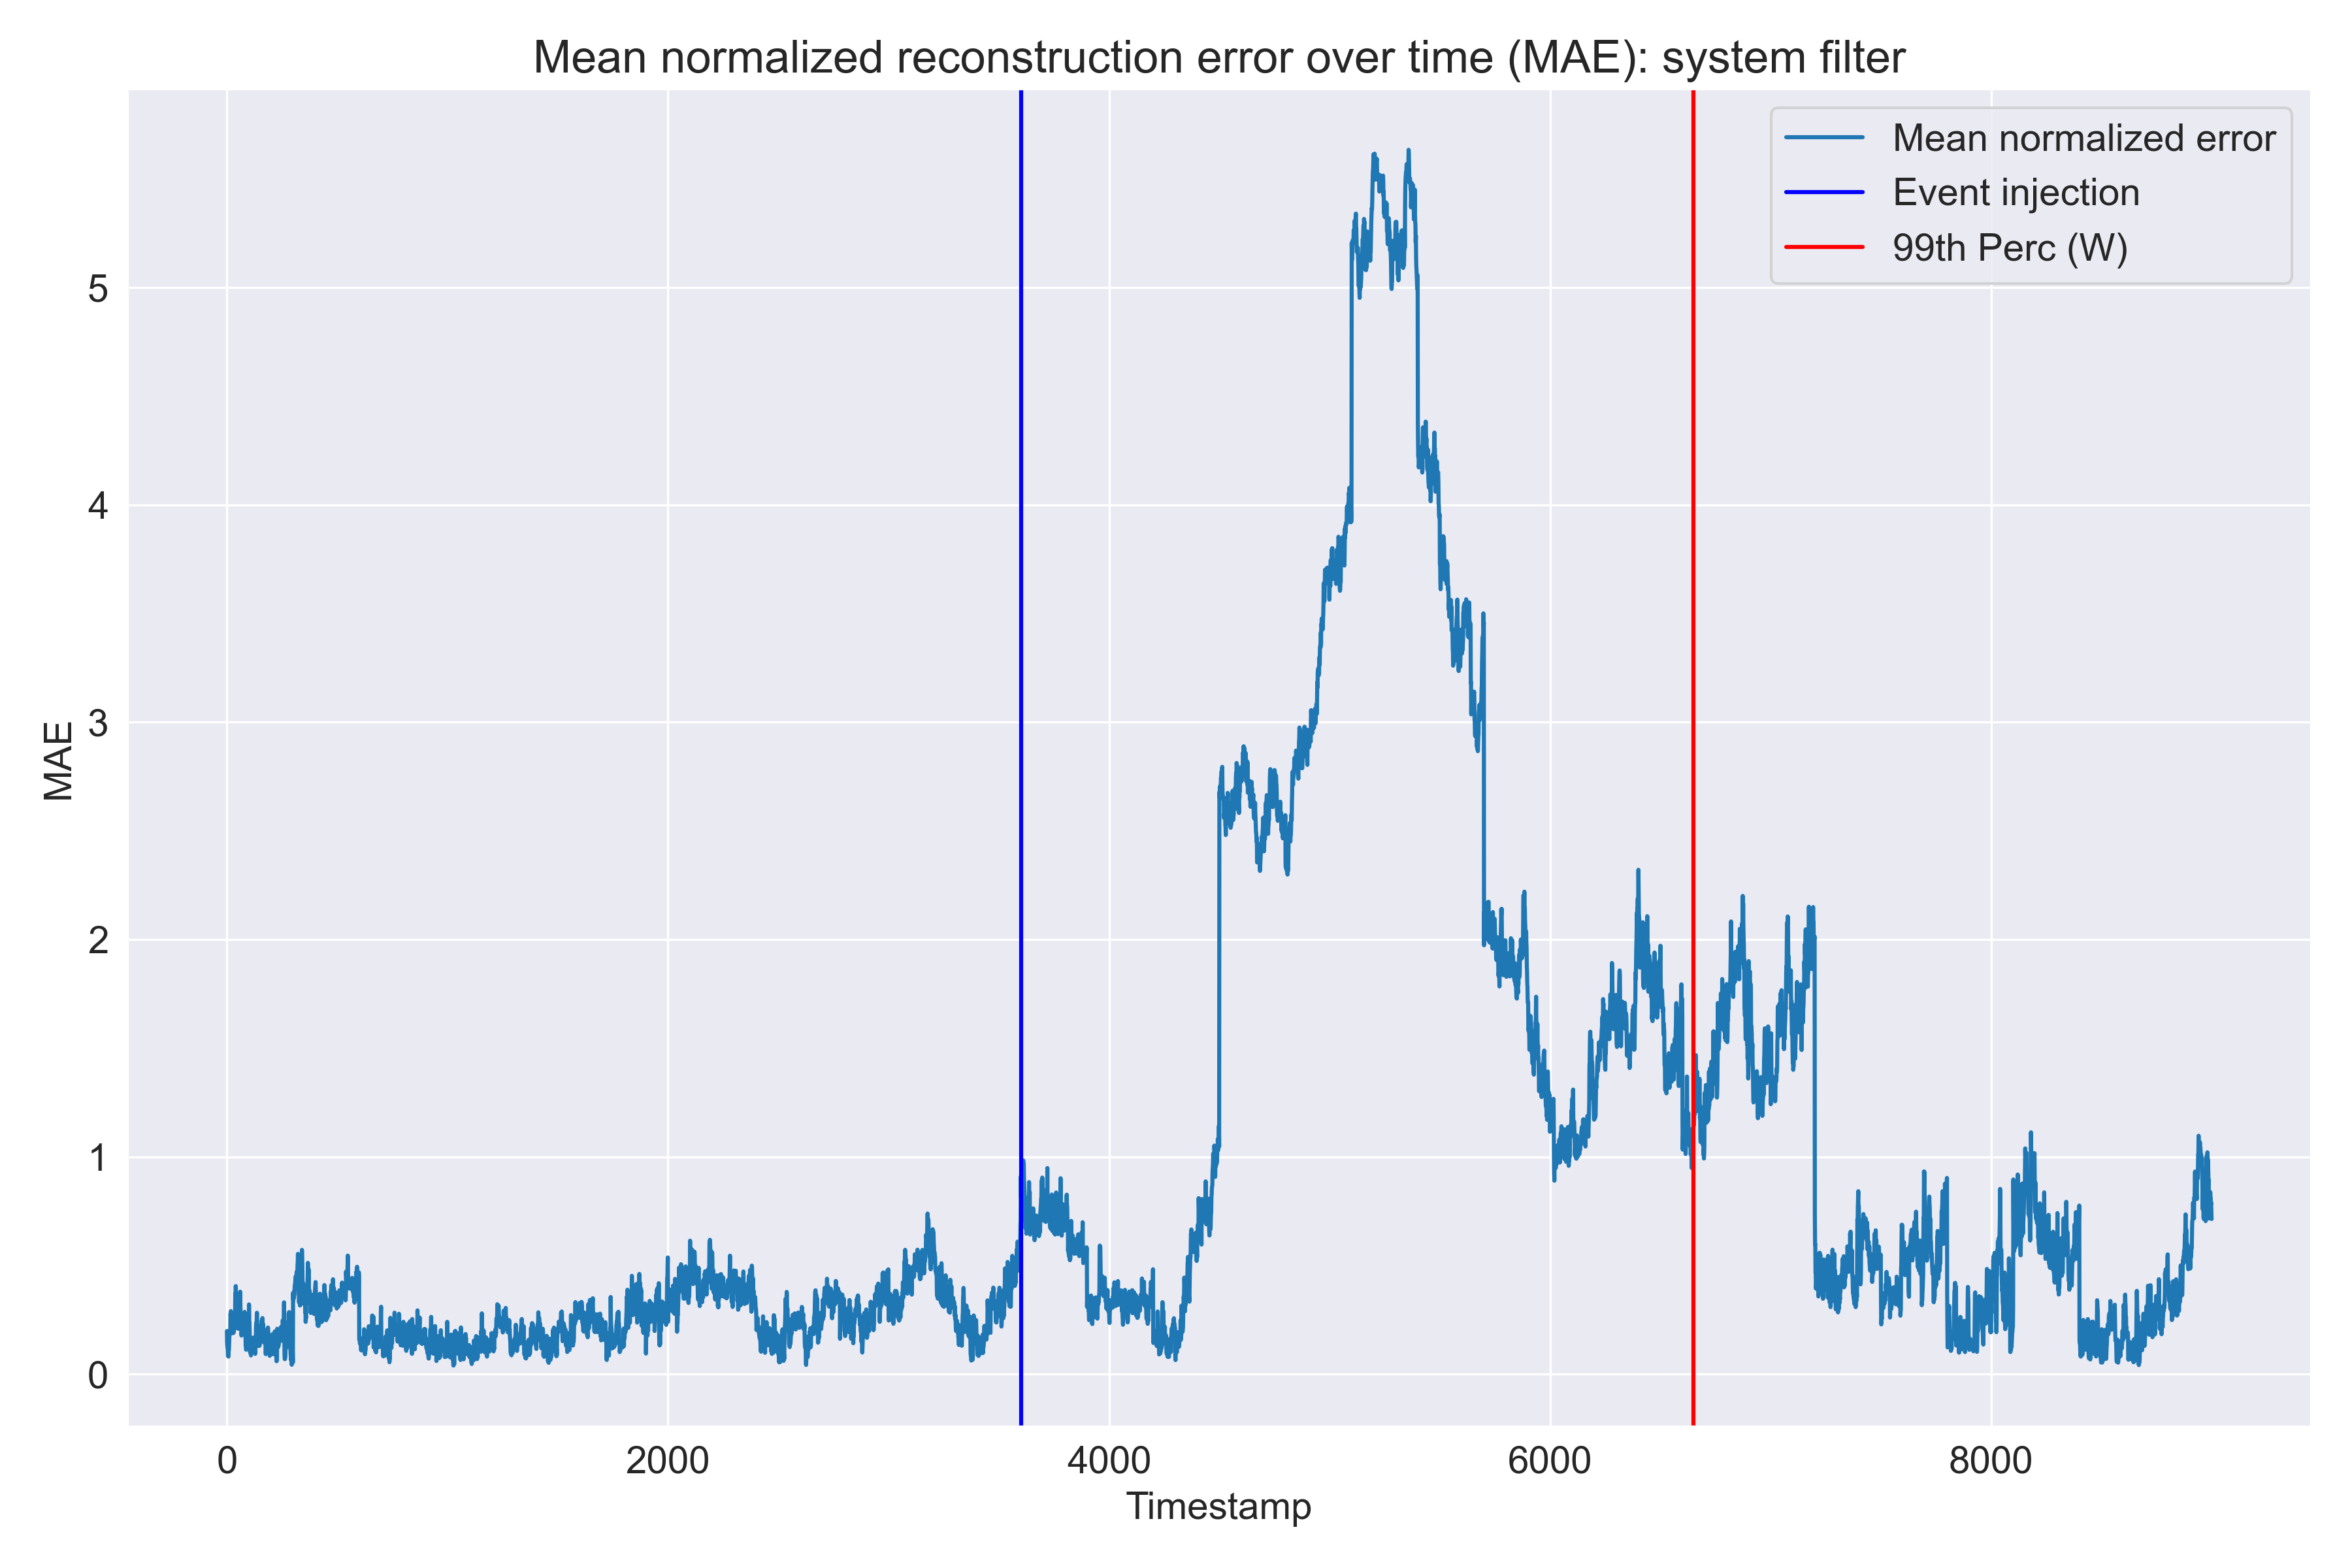 Mean normalized reconstruction error over time (MAE): system filter
Mean normalized error
Event injection
99th Perc (W)
5
4
3
2
1
0
MAE
0 2000 4000 6000 8000
Timestamp